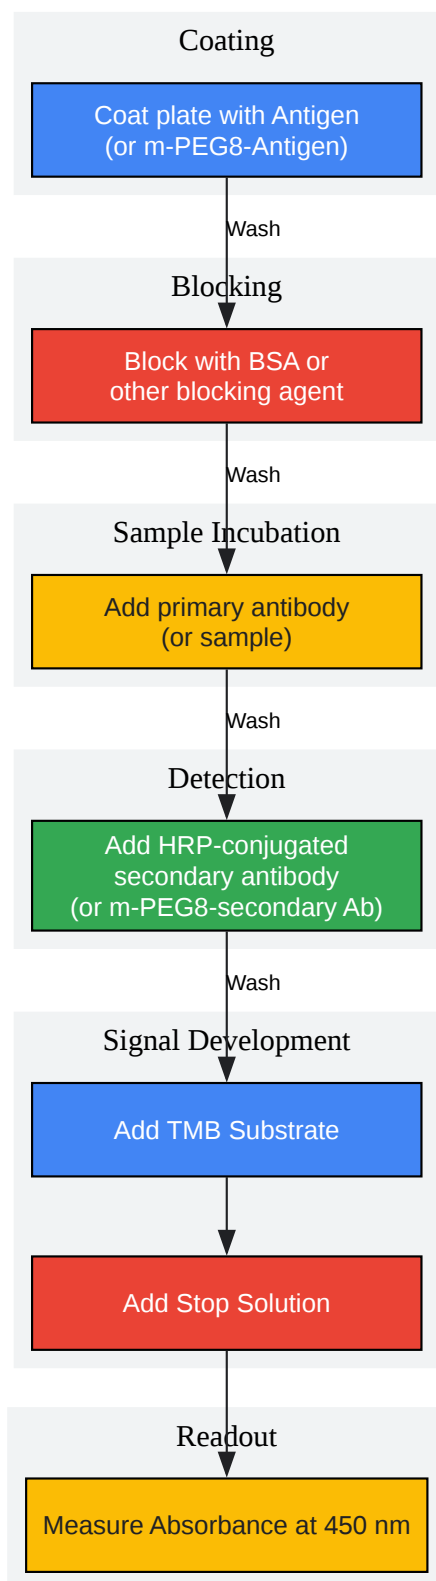 Coating
Coat plate with Antigen
(or m-PEG8-Antigen)
Wash
Blocking
Block with BSA or
other blocking agent
Wash
Sample Incubation
Add primary antibody
(or sample)
Wash
Detection
Add HRP-conjugated
secondary antibody
(or m-PEG8-secondary Ab)
Wash
Signal Development
Add TMB Substrate
Add Stop Solution
Readout
Measure Absorbance at 450 nm